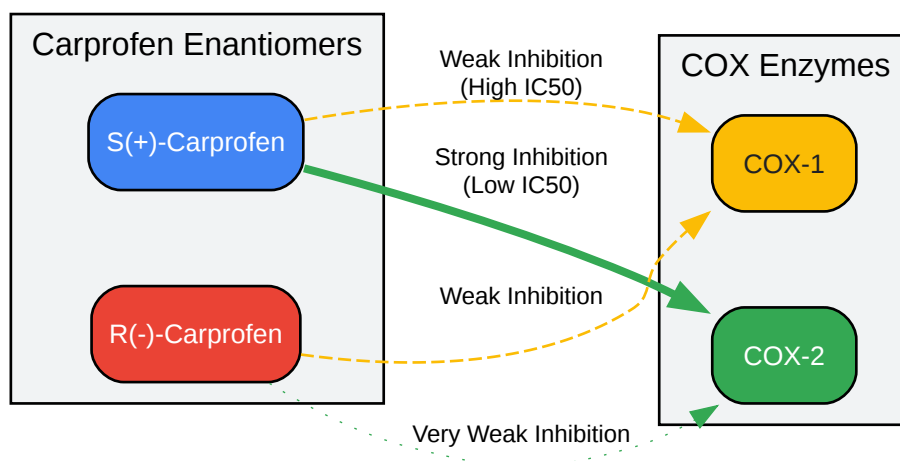 Carprofen Enantiomers
S(+)-Carprofen
R(-)-Carprofen
Weak Inhibition
(High IC50)
Strong Inhibition
(Low IC50)
Weak Inhibition
Very Weak Inhibition
COX Enzymes
COX-1
COX-2